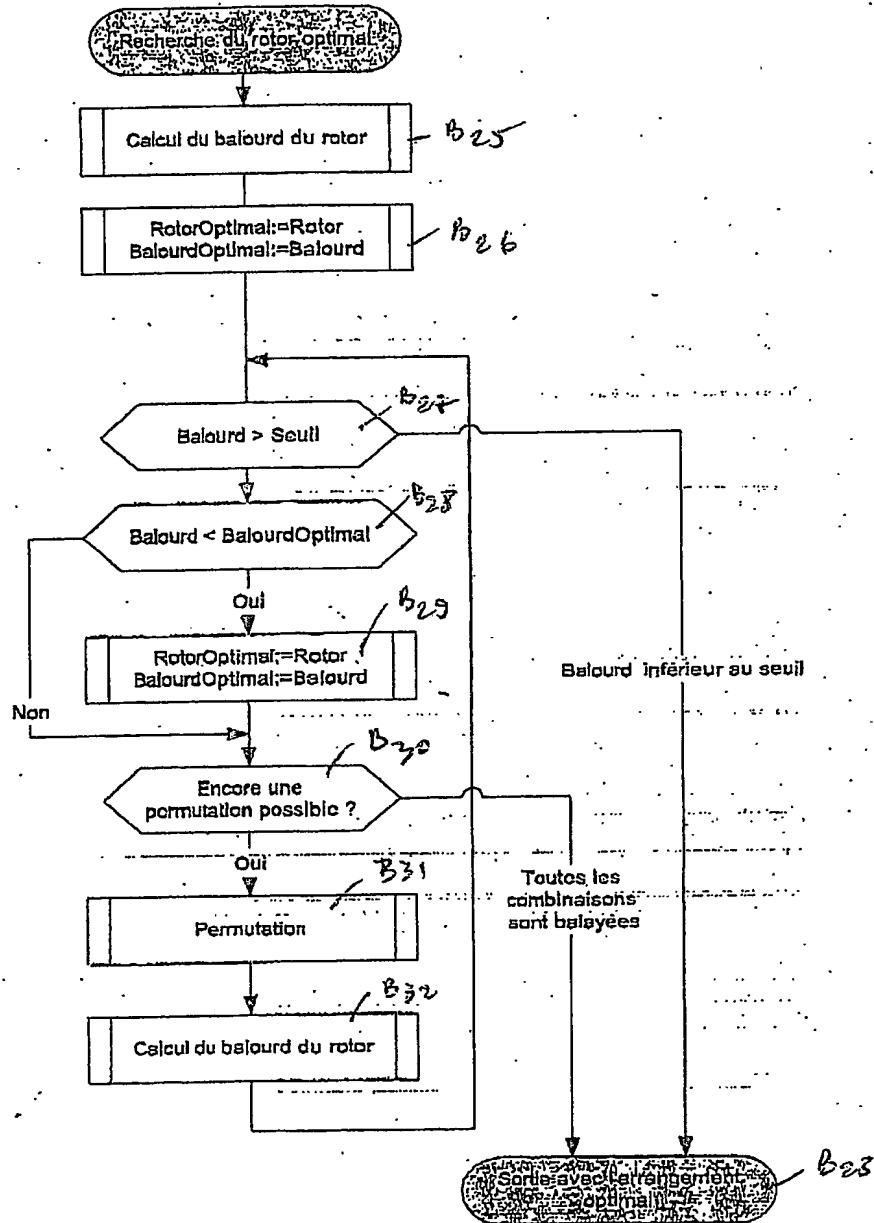 Recherche du rotor optimal
Calcul du balourd du rotor
B25
RotorOptimal:=Rotor
BalourdOptimal:=Balourd
B26
B27
Balourd > Seuil
B28
Balourd < BalourdOptimal
Oui
B29
RotorOptimal:=Rotor
BalourdOptimal:=Balourd
Balourd inférieur au seuil
Non
B30
Encore une
permutation possible ?
Oui
B31
Toutes les
combinaisons
sont balayées
Permutation
B32
Calcul du balourd du rotor
Sortie avec l'arrangement
optimal
B23